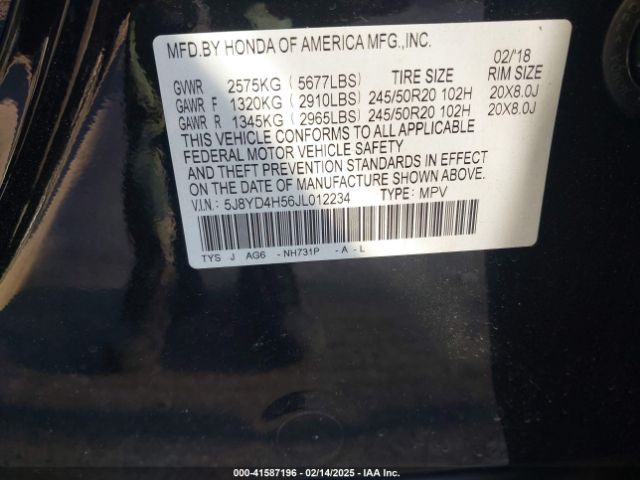 MFD.BY HONDA OF AMERICA MFG.,INC.
02/'18
GVWR 2575KG ( 5677LBS) TIRE SIZE RIM SIZE
GAWR F 1320KG ( 2910LBS) 245/50R20 102H 20X8.0J
GAWR R 1345KG ( 2965LBS) 245/50R20 102H 20X8.0J
THIS VEHICLE CONFORMS TO ALL APPLICABLE
FEDERAL MOTOR VEHICLE SAFETY
AND THEFT PREVENTION STANDARDS IN EFFECT
ON THE DATE OF MANUFACTURE SHOWN ABOVE.
V.I.N.: 5J8YD4H56JL012234 TYPE: MPV
TYS J AG6 -NH731P -A -L
000-41587196 - 02/14/2025 - IAA Inc.